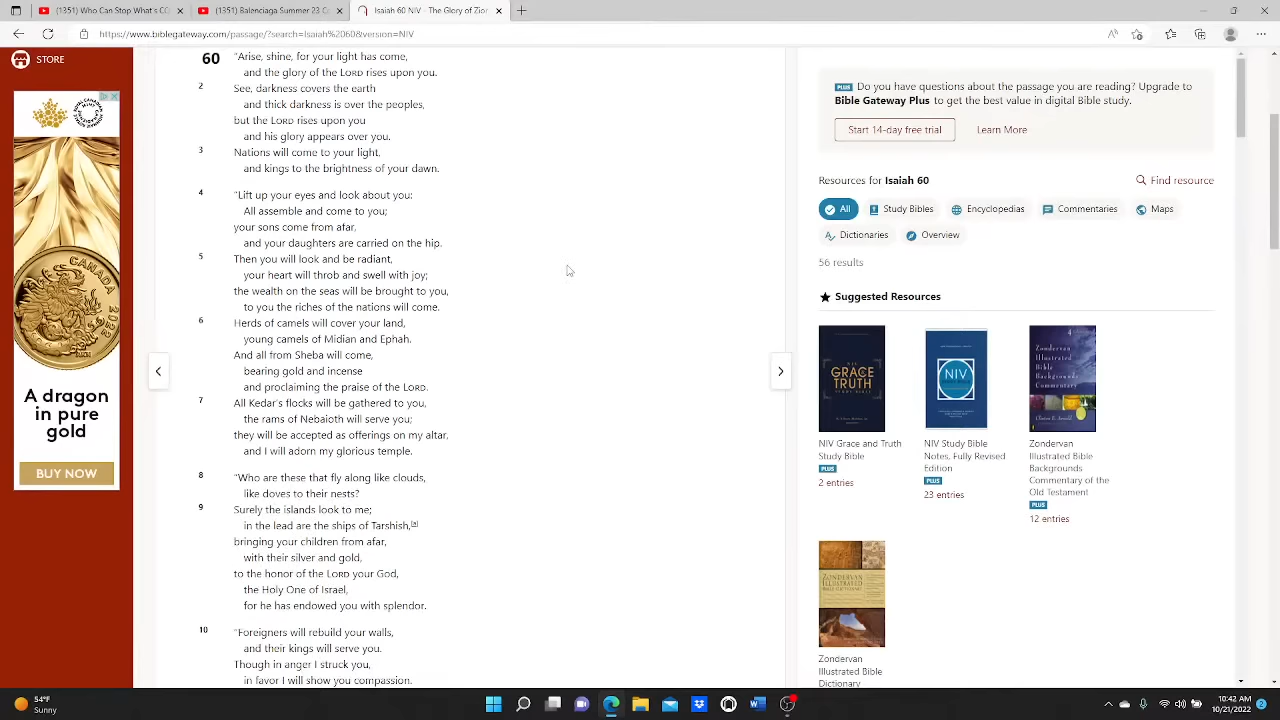 (1351) Who Can Stop What's CO
(1351) Balenciaga Summer 23 Co
Isaiah 60 NIV - The Glory of Zion
https://www.biblegateway.com/passage/?search=Isaiah%2060&version=NIV
STORE
CANADA
2022
A dragon
in pure
gold
BUY NOW
60 "Arise, shine, for your light has come,
and the glory of the LORD rises upon you.
2 See, darkness covers the earth
and thick darkness is over the peoples,
but the LORD rises upon you
and his glory appears over you.
3 Nations will come to your light,
and kings to the brightness of your dawn.
4 "Lift up your eyes and look about you:
All assemble and come to you;
your sons come from afar,
and your daughters are carried on the hip.
5 Then you will look and be radiant,
your heart will throb and swell with joy;
the wealth on the seas will be brought to you,
to you the riches of the nations will come.
6 Herds of camels will cover your land,
young camels of Midian and Ephah.
And all from Sheba will come,
bearing gold and incense
and proclaiming the praise of the LORD.
7 All Kedar's flocks will be gathered to you,
the rams of Nebaioth will serve you;
they will be accepted as offerings on my altar,
and I will adorn my glorious temple.
8 "Who are these that fly along like clouds,
like doves to their nests?
9 Surely the islands look to me;
in the lead are the ships of Tarshish,[a]
bringing your children from afar,
with their silver and gold,
to the honor of the LORD your God,
the Holy One of Israel,
for he has endowed you with splendor.
10 "Foreigners will rebuild your walls,
and their kings will serve you.
Though in anger I struck you,
in favor I will show you compassion.
PLUS Do you have questions about the passage you are reading? Upgrade to
Bible Gateway Plus to get the best value in digital Bible study.
Start 14-day free trial
Learn More
Resources for Isaiah 60
Find resource
All
Study Bibles
Encyclopedias
Commentaries
Maps
Dictionaries
Overview
56 results
Suggested Resources
GRACE
TRUTH
NIV Grace and Truth
Study Bible
PLUS
2 entries
NIV
NIV Study Bible
Notes, Fully Revised
Edition
PLUS
23 entries
4
Zondervan
Illustrated
Bible
Backgrounds
Commentary
Zondervan
Illustrated Bible
Backgrounds
Commentary of the
Old Testament
PLUS
12 entries
ZONDERVAN
ILLUSTRATED
BIBLE DICTIONARY
Zondervan
Illustrated Bible
Dictionary
54°F
Sunny
10:42 AM
10/21/2022
2